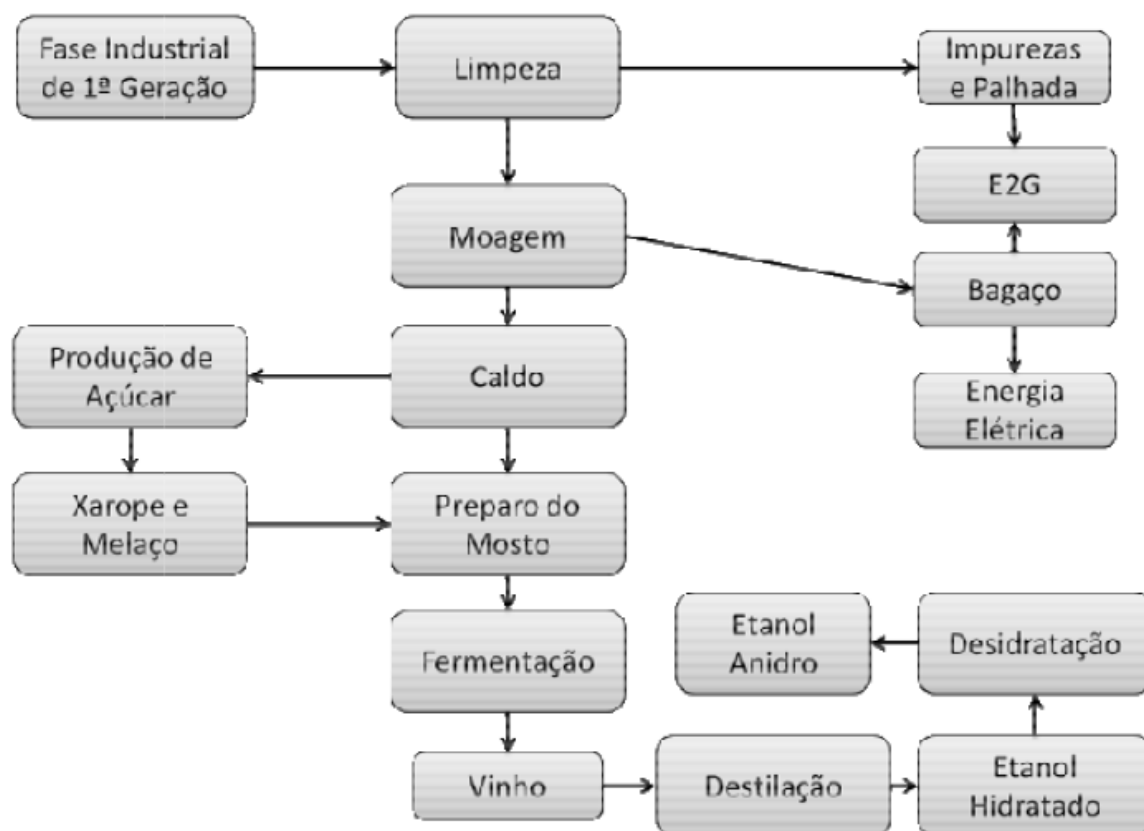 Fase Industrial
de 1ª Geração
Limpeza
Impurezas
e Palhada
E2G
Moagem
Bagaço
Produção de
Açúcar
Caldo
Energia
Elétrica
Xarope e
Melaço
Preparo do
Mosto
Fermentação
Etanol
Anidro
Desidratação
Vinho
Destilação
Etanol
Hidratado